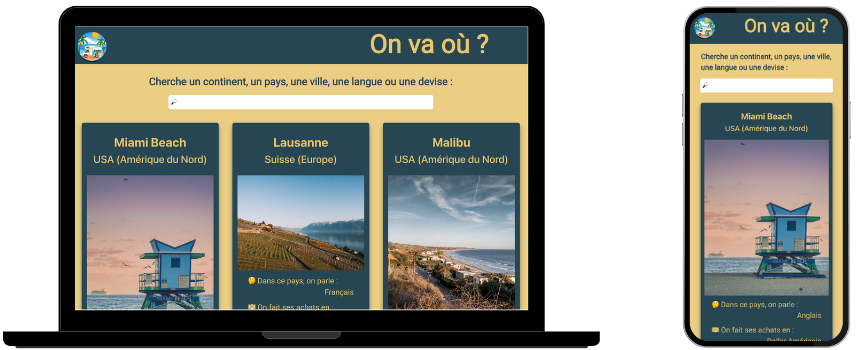 On va où ?
Cherche un continent, un pays, une ville, une langue ou une devise :
Miami Beach
USA (Amérique du Nord)
Lausanne
Suisse (Europe)
🗣 Dans ce pays, on parle :
Français
💵 On fait ses achats en :
Malibu
USA (Amérique du Nord)
On va où ?
Cherche un continent, un pays, une ville,
une langue ou une devise :
Miami Beach
USA (Amérique du Nord)
🗣 Dans ce pays, on parle :
Anglais
💵 On fait ses achats en :
Dollar Américain